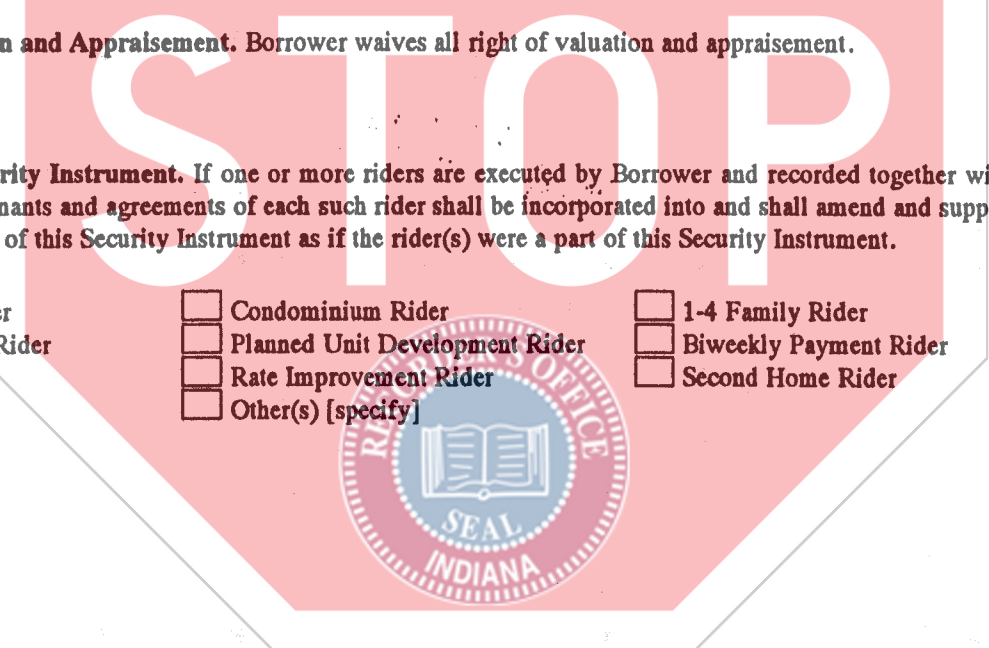 STOP
n and Appraisement. Borrower waives all right of valuation and appraisement.
rity Instrument. If one or more riders are executed by Borrower and recorded together wi
nants and agreements of each such rider shall be incorporated into and shall amend and supp
of this Security Instrument as if the rider(s) were a part of this Security Instrument.
er Condominium Rider 1-4 Family Rider
Rider Planned Unit Development Rider Biweekly Payment Rider
Rate Improvement Rider Second Home Rider
Other(s) [specify]
RECORDER'S OFFICE
SEAL
INDIANA